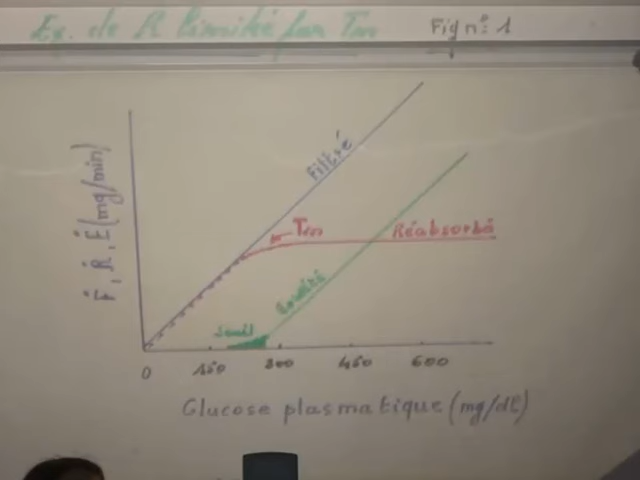 Ex. de R limité par Tm
Fig n: 1
Filtré
Tm
Réabsorbé
Excrété
Seuil
Ḟ, Ṙ, Ė (mg/min)
0 150 300 450 600
Glucose plasmatique (mg/dl)